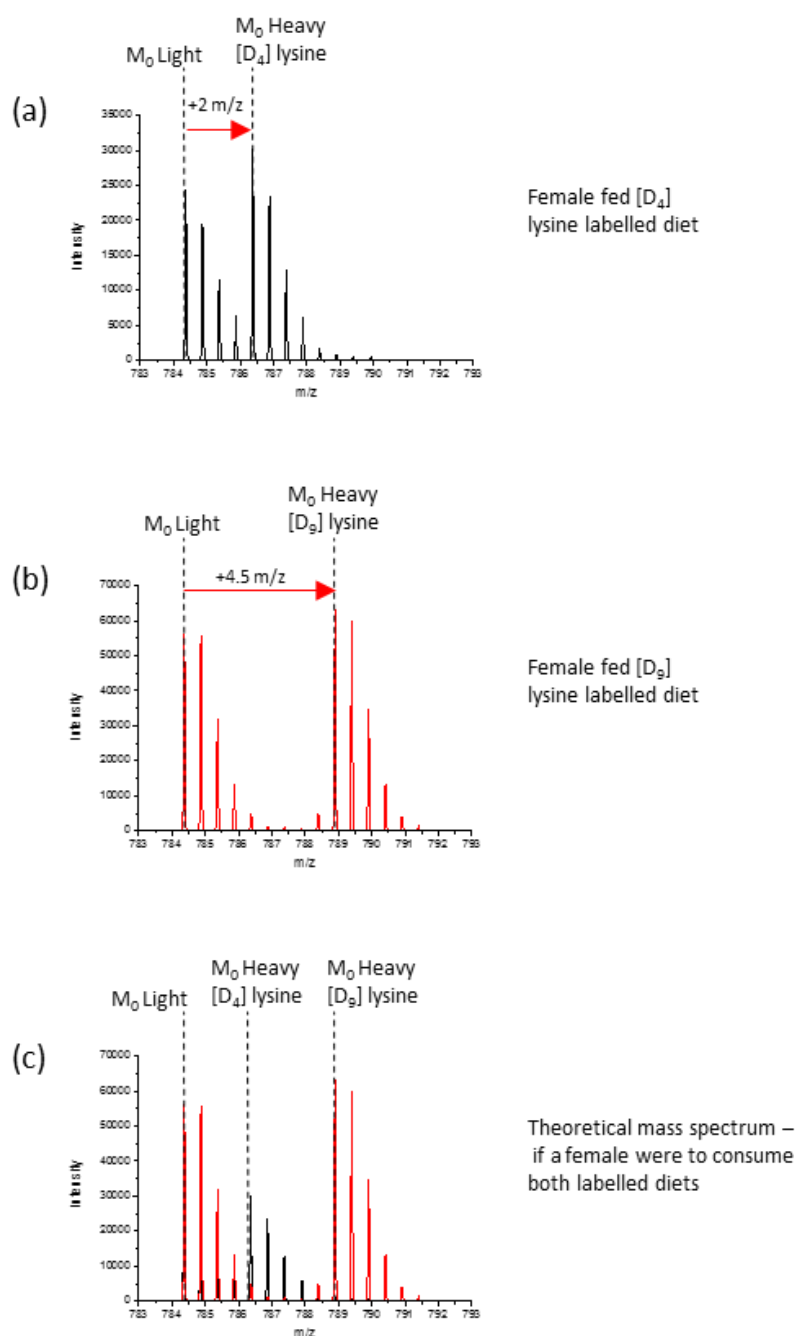 M₀ Heavy
M₀ Light [D₄] lysine
(a)
+2 m/z
35000
30000
25000
20000
15000
10000
5000
0
Intensity
783 784 785 786 787 788 789 790 791 792 793
m/z
Female fed [D₄]
lysine labelled diet
M₀ Heavy
M₀ Light [D₉] lysine
(b)
+4.5 m/z
70000
60000
50000
40000
30000
20000
10000
0
Intensity
783 784 785 786 787 788 789 790 791 792 793
m/z
Female fed [D₉]
lysine labelled diet
M₀ Heavy M₀ Heavy
M₀ Light [D₄] lysine [D₉] lysine
(c)
70000
60000
50000
40000
30000
20000
10000
0
Intensity
783 784 785 786 787 788 789 790 791 792 793
m/z
Theoretical mass spectrum –
if a female were to consume
both labelled diets